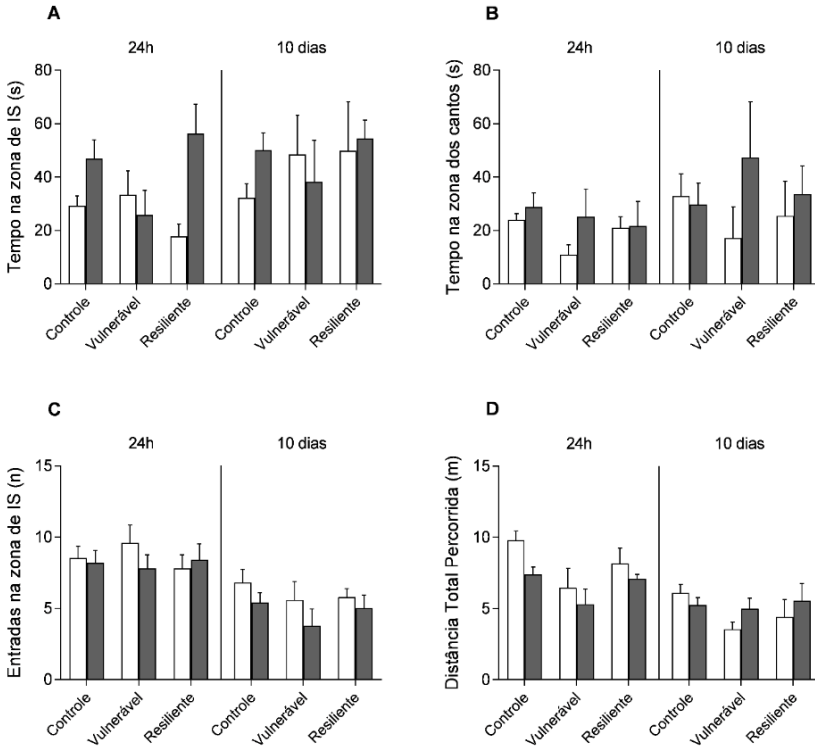 A
24h
10 dias
Tempo na zona de IS (s)
80
60
40
20
0
Controle
Vulnerável
Resiliente
Controle
Vulnerável
Resiliente
B
24h
10 dias
Tempo na zona dos cantos (s)
80
60
40
20
0
Controle
Vulnerável
Resiliente
Controle
Vulnerável
Resiliente
C
24h
10 dias
Entradas na zona de IS (n)
15
10
5
0
Controle
Vulnerável
Resiliente
Controle
Vulnerável
Resiliente
D
24h
10 dias
Distância Total Percorrida (m)
15
10
5
0
Controle
Vulnerável
Resiliente
Controle
Vulnerável
Resiliente